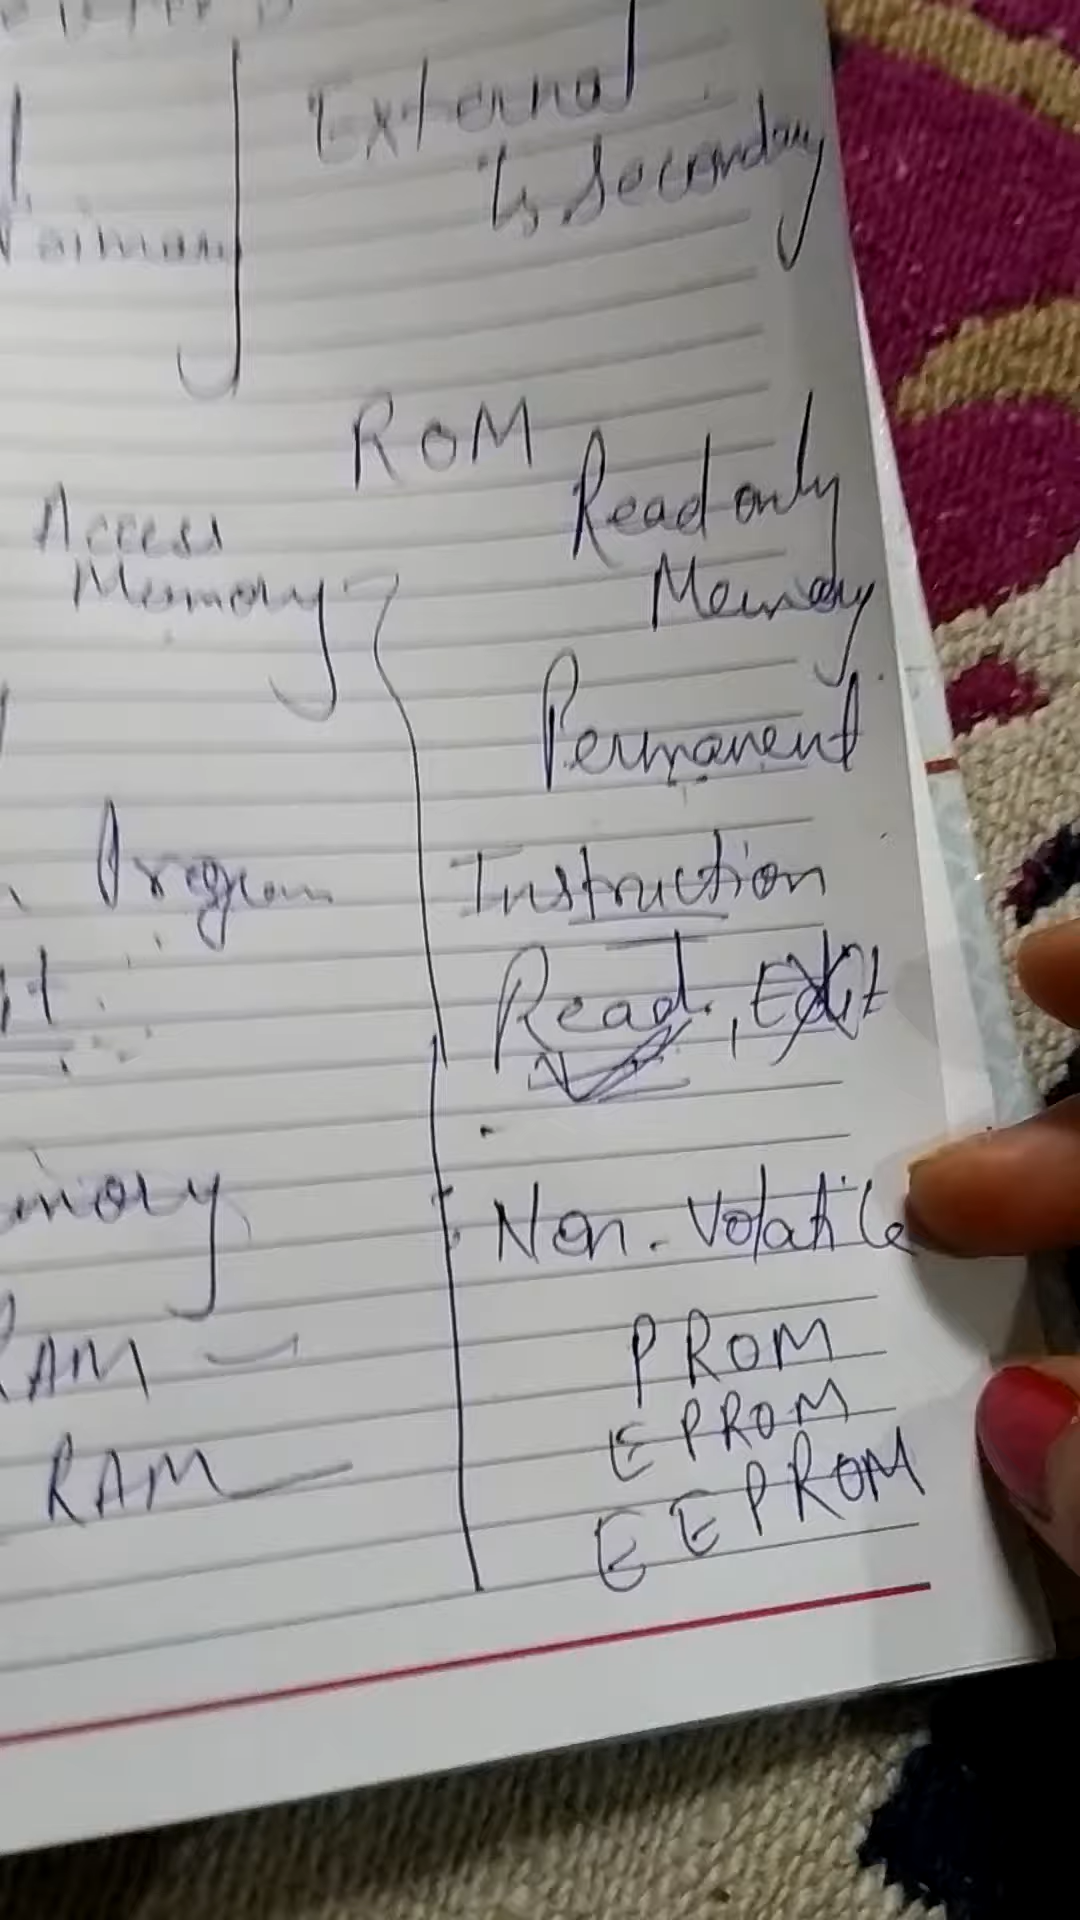 External
↳ Secondary
Primary
ROM
Access
Memory
Read only
Memory
Permanent
Program
Instruction
Read, Edit
Non-Volatile
RAM —
PROM
EPROM
RAM —
EEPROM